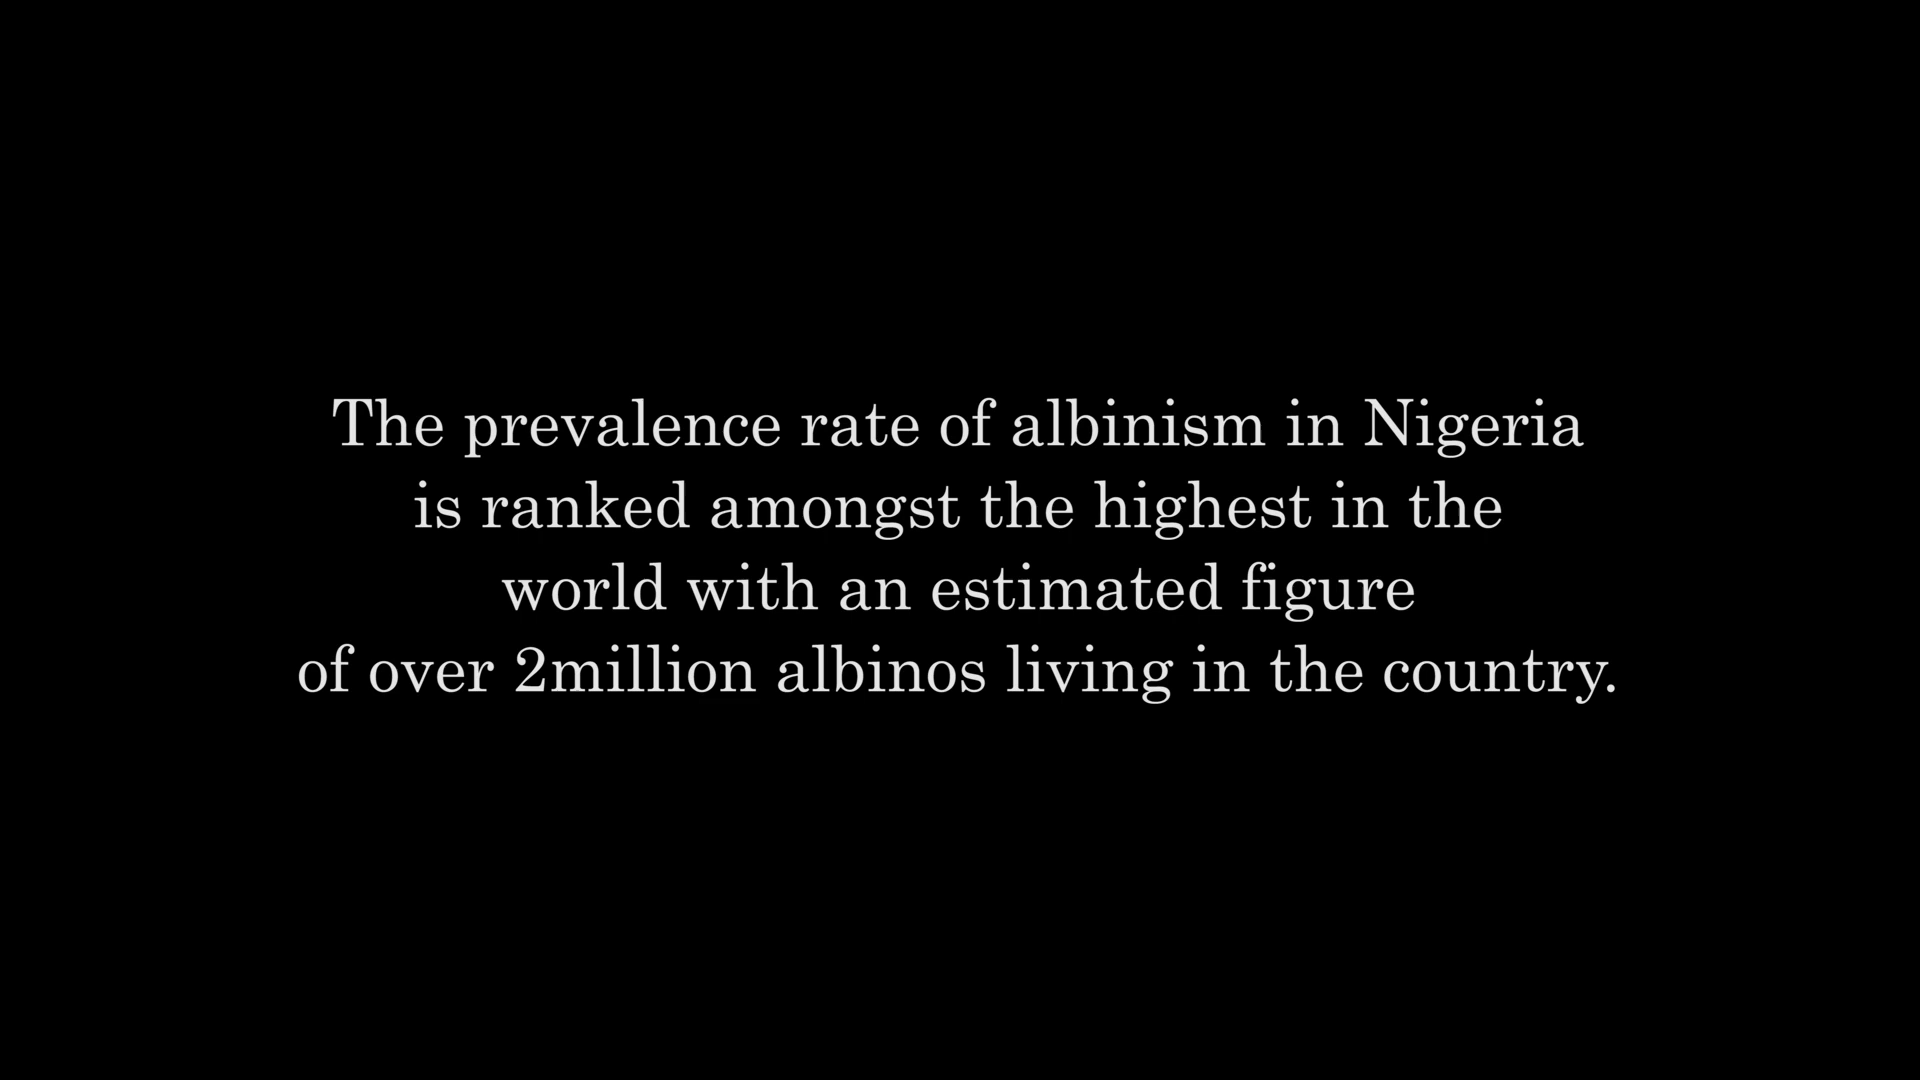 The prevalence rate of albinism in Nigeria
is ranked amongst the highest in the
world with an estimated figure
of over 2million albinos living in the country.